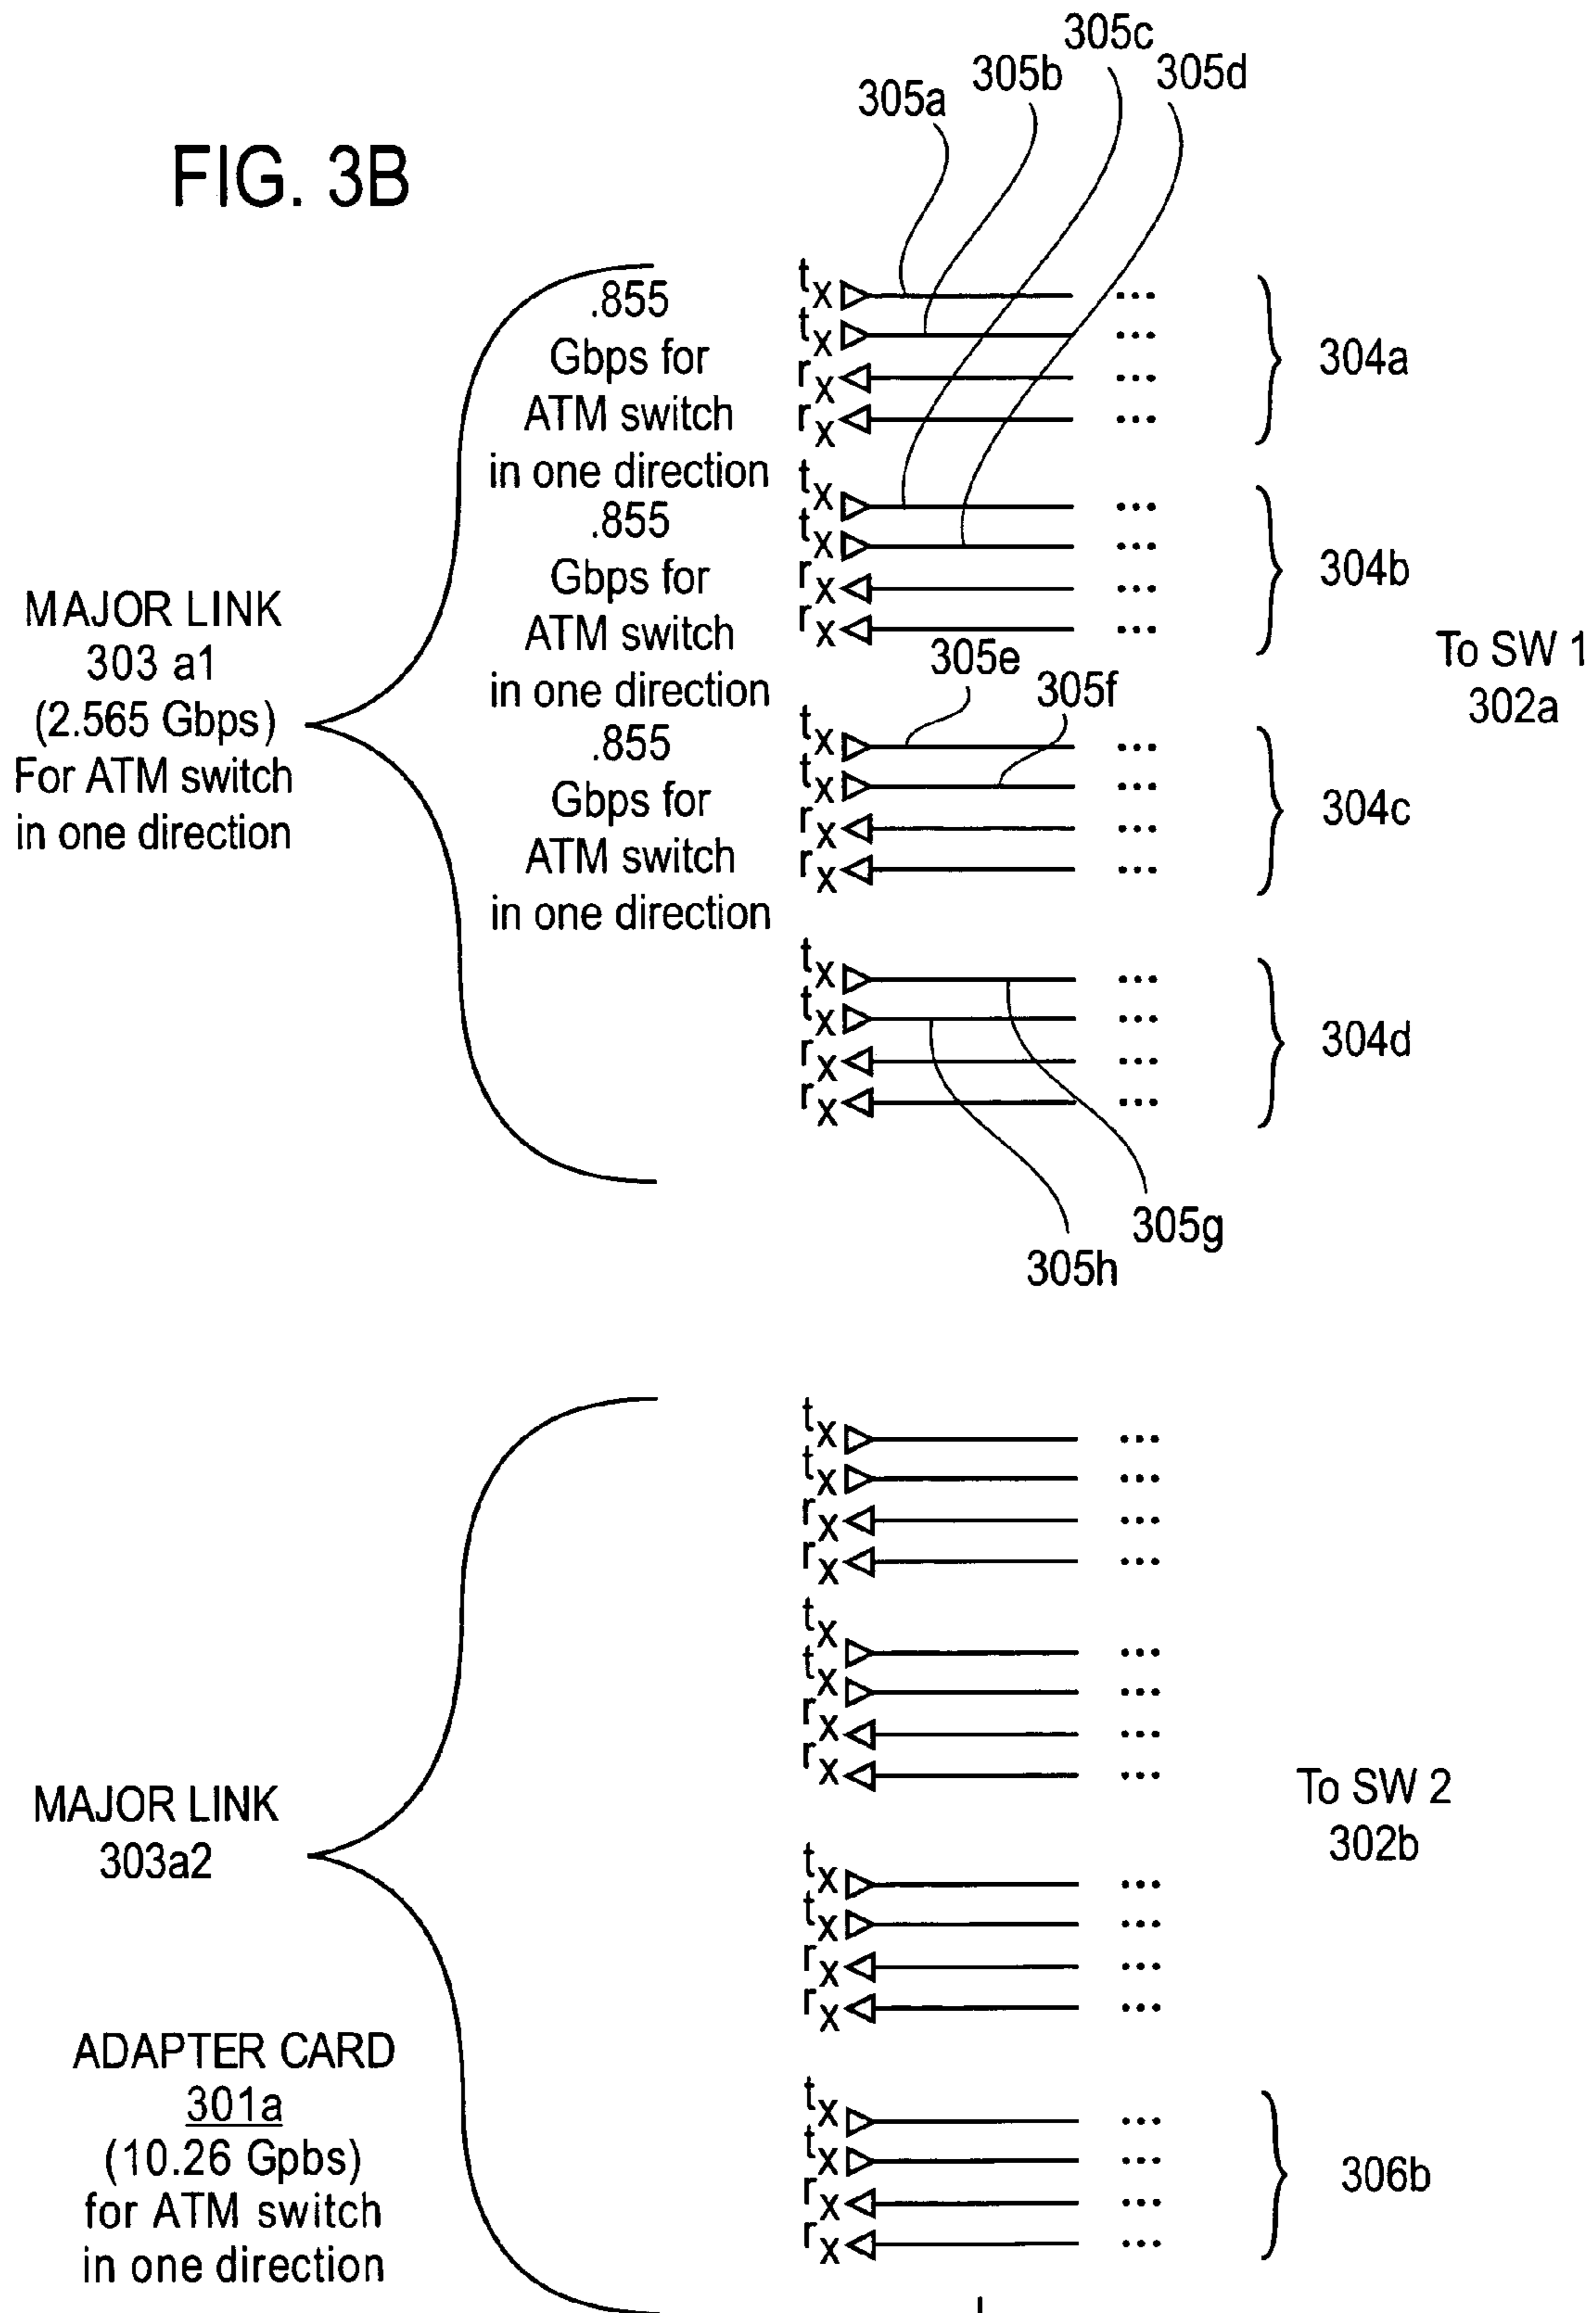 FIG. 3B
305a
305b
305c
305d
MAJOR LINK
303 a1
(2.565 Gbps)
For ATM switch
in one direction
.855
Gbps for
ATM switch
in one direction
.855
Gbps for
ATM switch
in one direction
.855
Gbps for
ATM switch
in one direction
tx ...
tx ...
rx ...
rx ...
304a
tx ...
tx ...
rx ...
rx ...
304b
305e
305f
tx ...
tx ...
rx ...
rx ...
304c
tx ...
tx ...
rx ...
rx ...
304d
305g
305h
To SW 1
302a
MAJOR LINK
303a2
tx ...
tx ...
rx ...
rx ...
tx ...
tx ...
rx ...
rx ...
To SW 2
302b
tx ...
tx ...
rx ...
rx ...
ADAPTER CARD
301a
(10.26 Gpbs)
for ATM switch
in one direction
tx ...
tx ...
rx ...
rx ...
306b